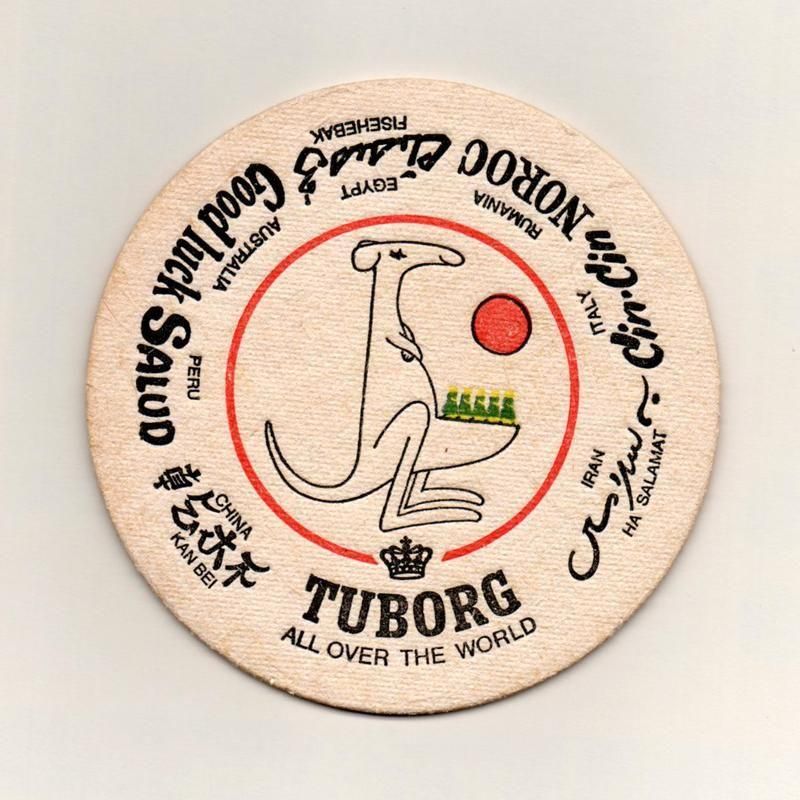 TUBORG
ALL OVER THE WORLD
KAN BEI
CHINA
SALUD
PERU
Good luck
AUSTRALIA
FISEHEBAK
EGYPT
NOROC
RUMANIA
Cin-Cin
ITALY
IRAN
HA SALAMAT